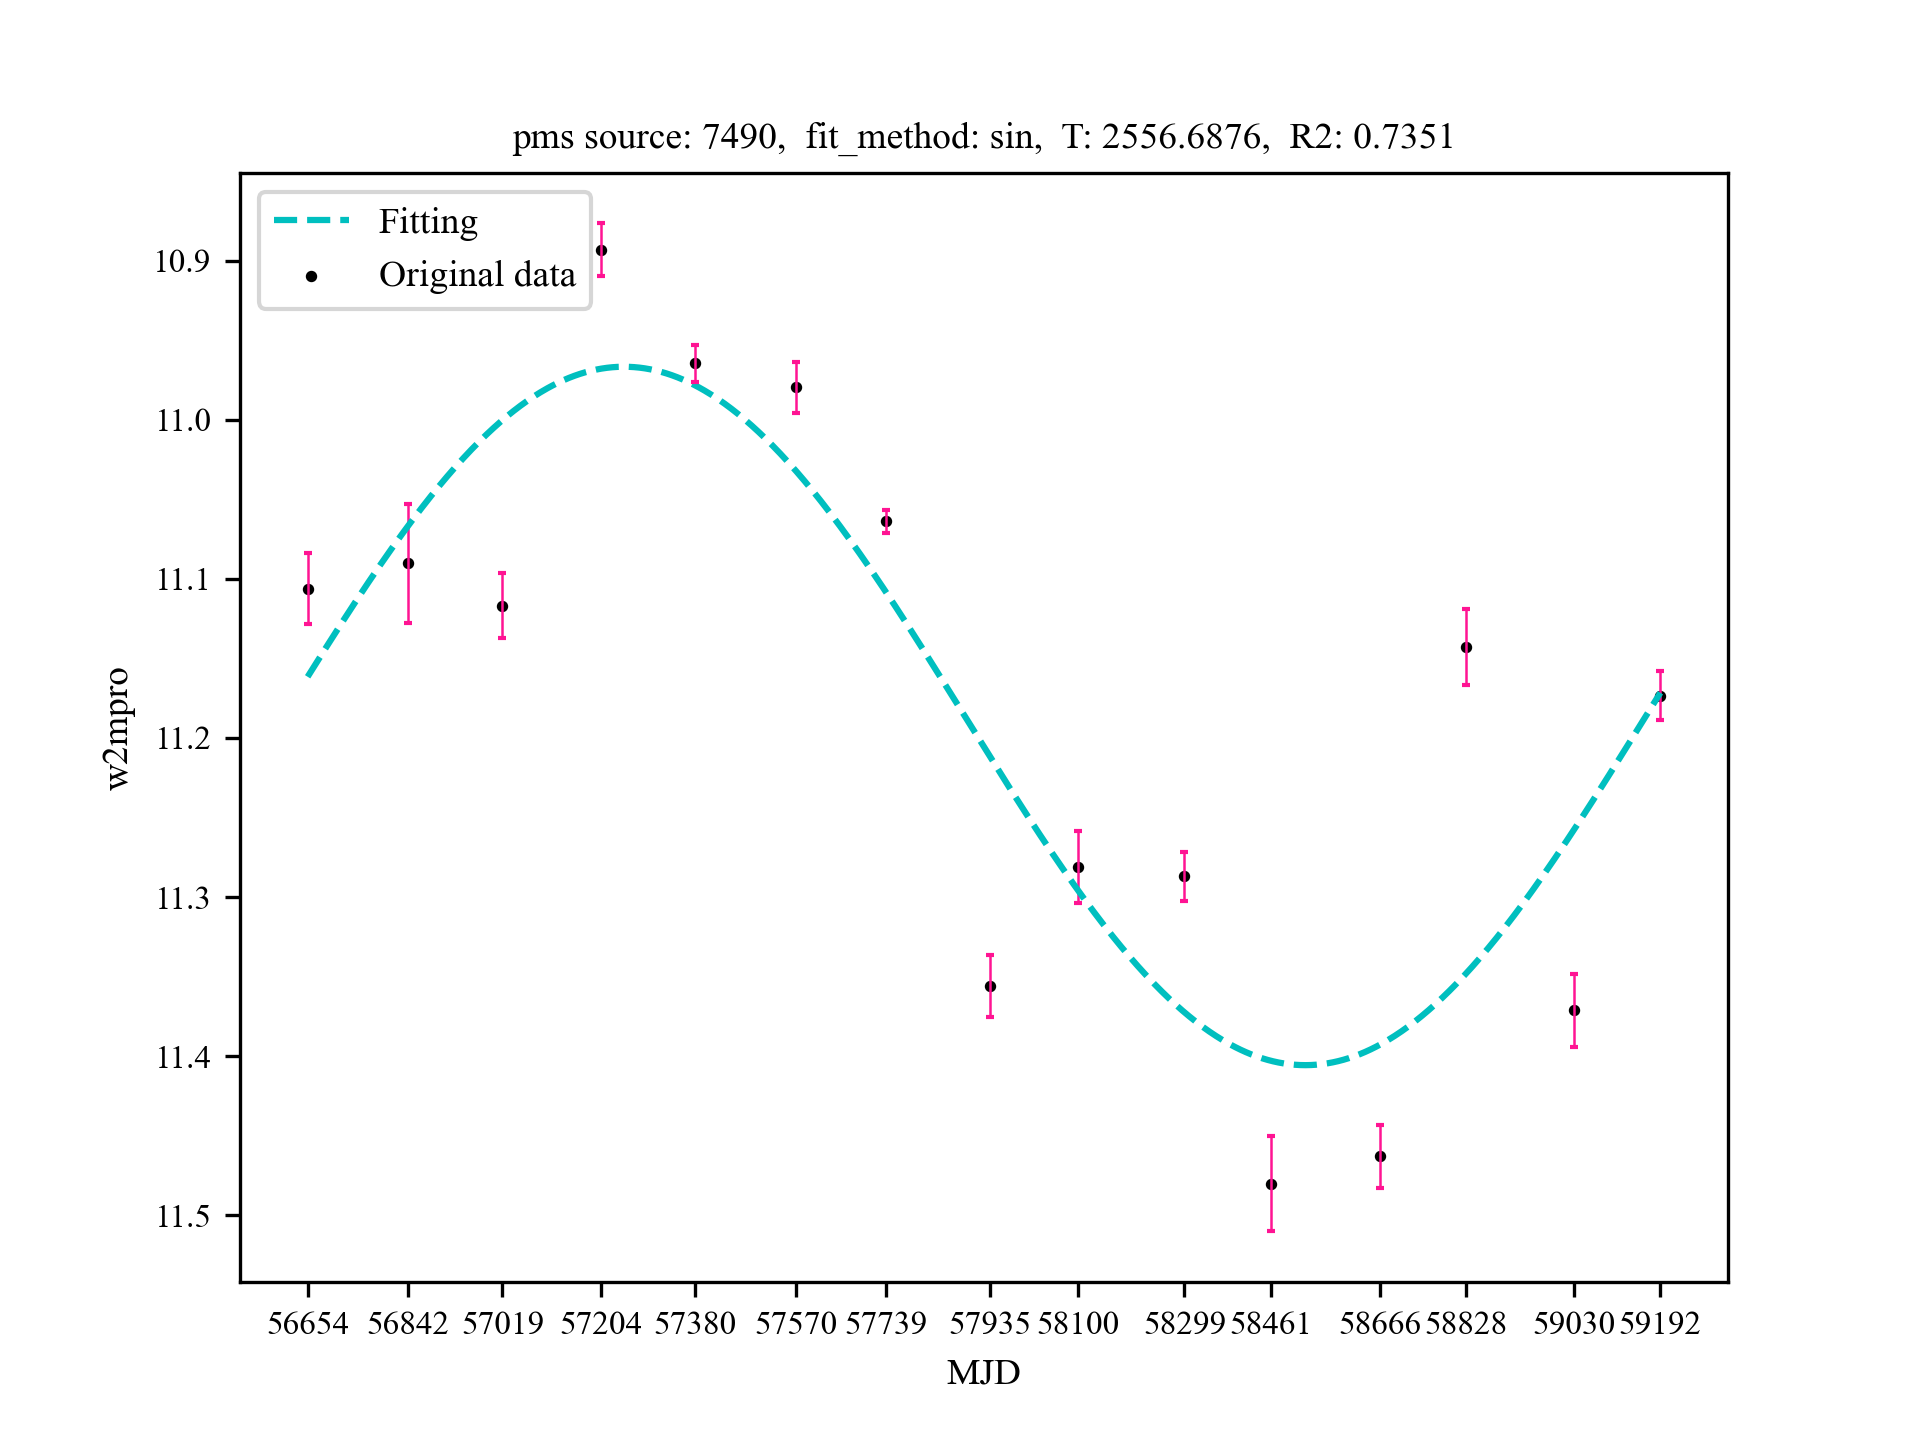 pms source: 7490,  fit_method: sin,  T: 2556.6876,  R2: 0.7351
Fitting
Original data
10.9
11.0
11.1
11.2
11.3
11.4
11.5
w2mpro
56654 56842 57019 57204 57380 57570 57739 57935 58100 58299 58461 58666 58828 59030 59192
MJD